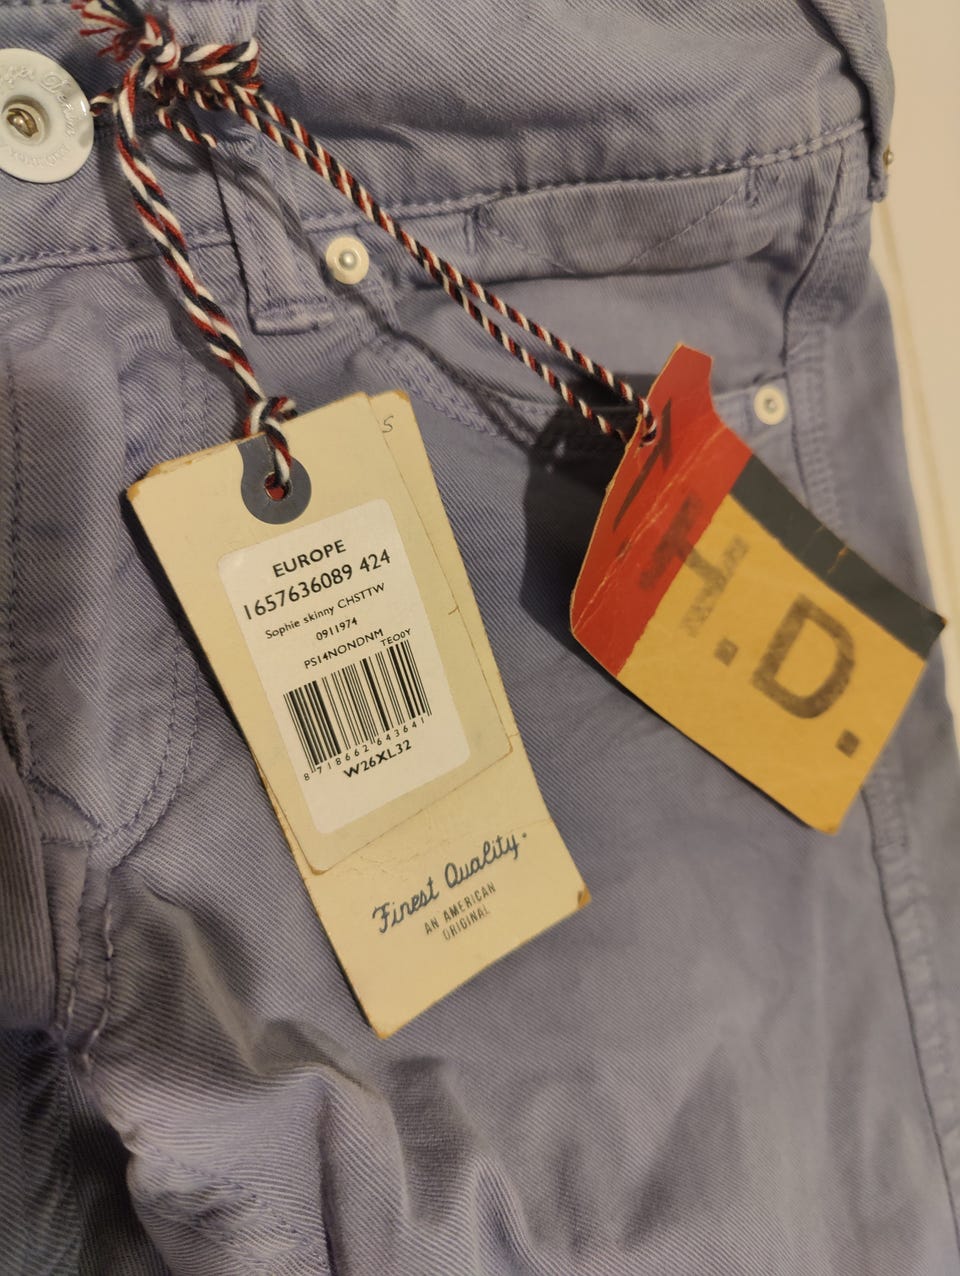 S
EUROPE
1657636089 424
Sophie skinny CHSTTW
0911974
PS14NONDNM TEO0Y
8 718662 643641
W26XL32
Finest Quality.
AN AMERICAN
ORIGINAL
T.D.